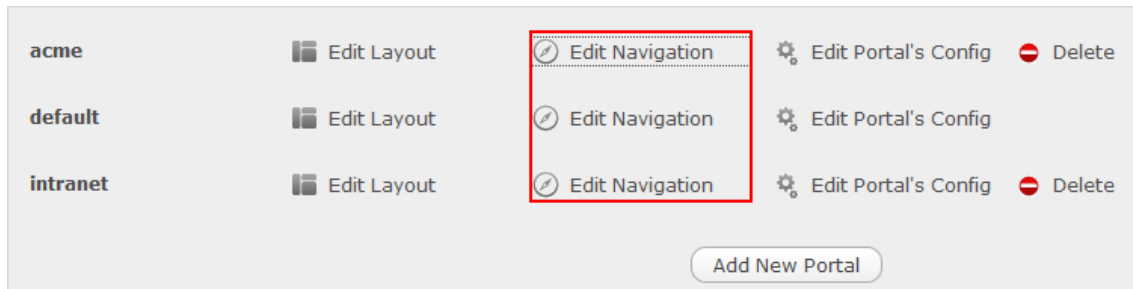 acme Edit Layout Edit Navigation Edit Portal's Config Delete
default Edit Layout Edit Navigation Edit Portal's Config
intranet Edit Layout Edit Navigation Edit Portal's Config Delete
Add New Portal